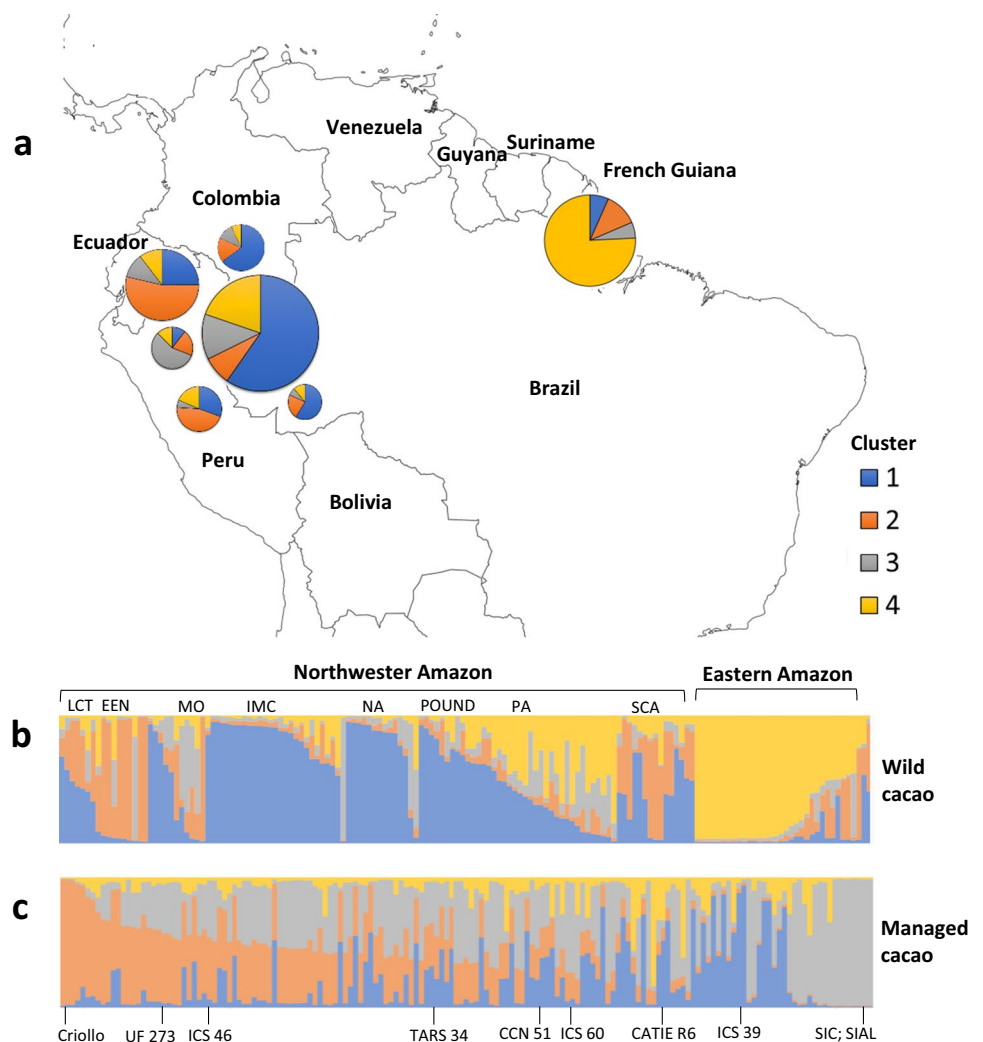 a
Venezuela
Suriname
Guyana
French Guiana
Colombia
Ecuador
Brazil
Peru
Bolivia
Cluster
1
2
3
4
Northwester Amazon
Eastern Amazon
LCT EEN MO IMC NA POUND PA SCA
b
Wild
cacao
c
Managed
cacao
Criollo UF 273 ICS 46 TARS 34 CCN 51 ICS 60 CATIE R6 ICS 39 SIC; SIAL